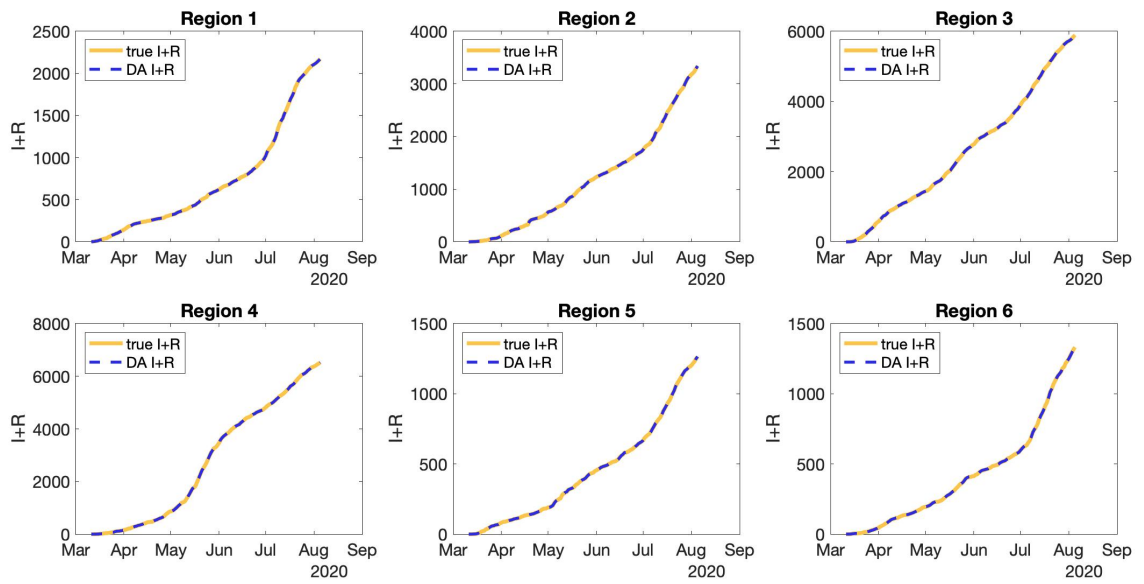 Region 1
2500
2000
1500
1000
500
0
I+R
true I+R
DA I+R
Mar Apr May Jun Jul Aug Sep
2020
Region 2
4000
3000
2000
1000
0
I+R
true I+R
DA I+R
Mar Apr May Jun Jul Aug Sep
2020
Region 3
6000
4000
2000
0
I+R
true I+R
DA I+R
Mar Apr May Jun Jul Aug Sep
2020
Region 4
8000
6000
4000
2000
0
I+R
true I+R
DA I+R
Mar Apr May Jun Jul Aug Sep
2020
Region 5
1500
1000
500
0
I+R
true I+R
DA I+R
Mar Apr May Jun Jul Aug Sep
2020
Region 6
1500
1000
500
0
I+R
true I+R
DA I+R
Mar Apr May Jun Jul Aug Sep
2020